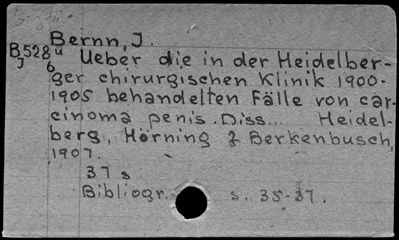 Bernn, J.
B528u Ueber die in der Heidelber-
J 6 ger chirurgischen Klinik 1900-
1905 behandelten Fälle von car-
cinoma penis. Diss... Heidel-
berg, Hörning & Berkenbusch,
1907.
37 s.
Bibliogr. s. 35-37.